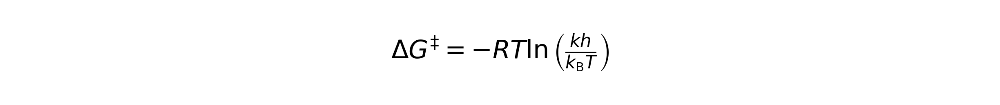 ΔG‡ = −RT ln (kh / k_B T)